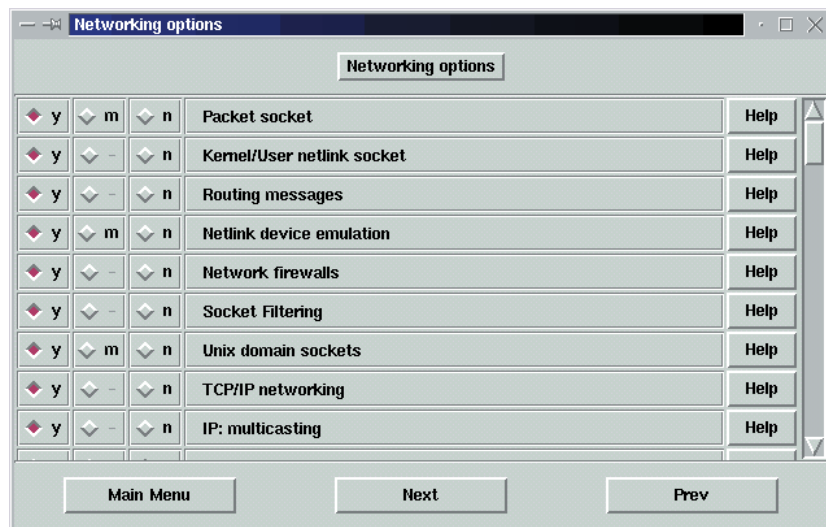 Networking options
Networking options
y m n Packet socket Help
y - n Kernel/User netlink socket Help
y - n Routing messages Help
y m n Netlink device emulation Help
y - n Network firewalls Help
y - n Socket Filtering Help
y m n Unix domain sockets Help
y - n TCP/IP networking Help
y - n IP: multicasting Help
Main Menu Next Prev